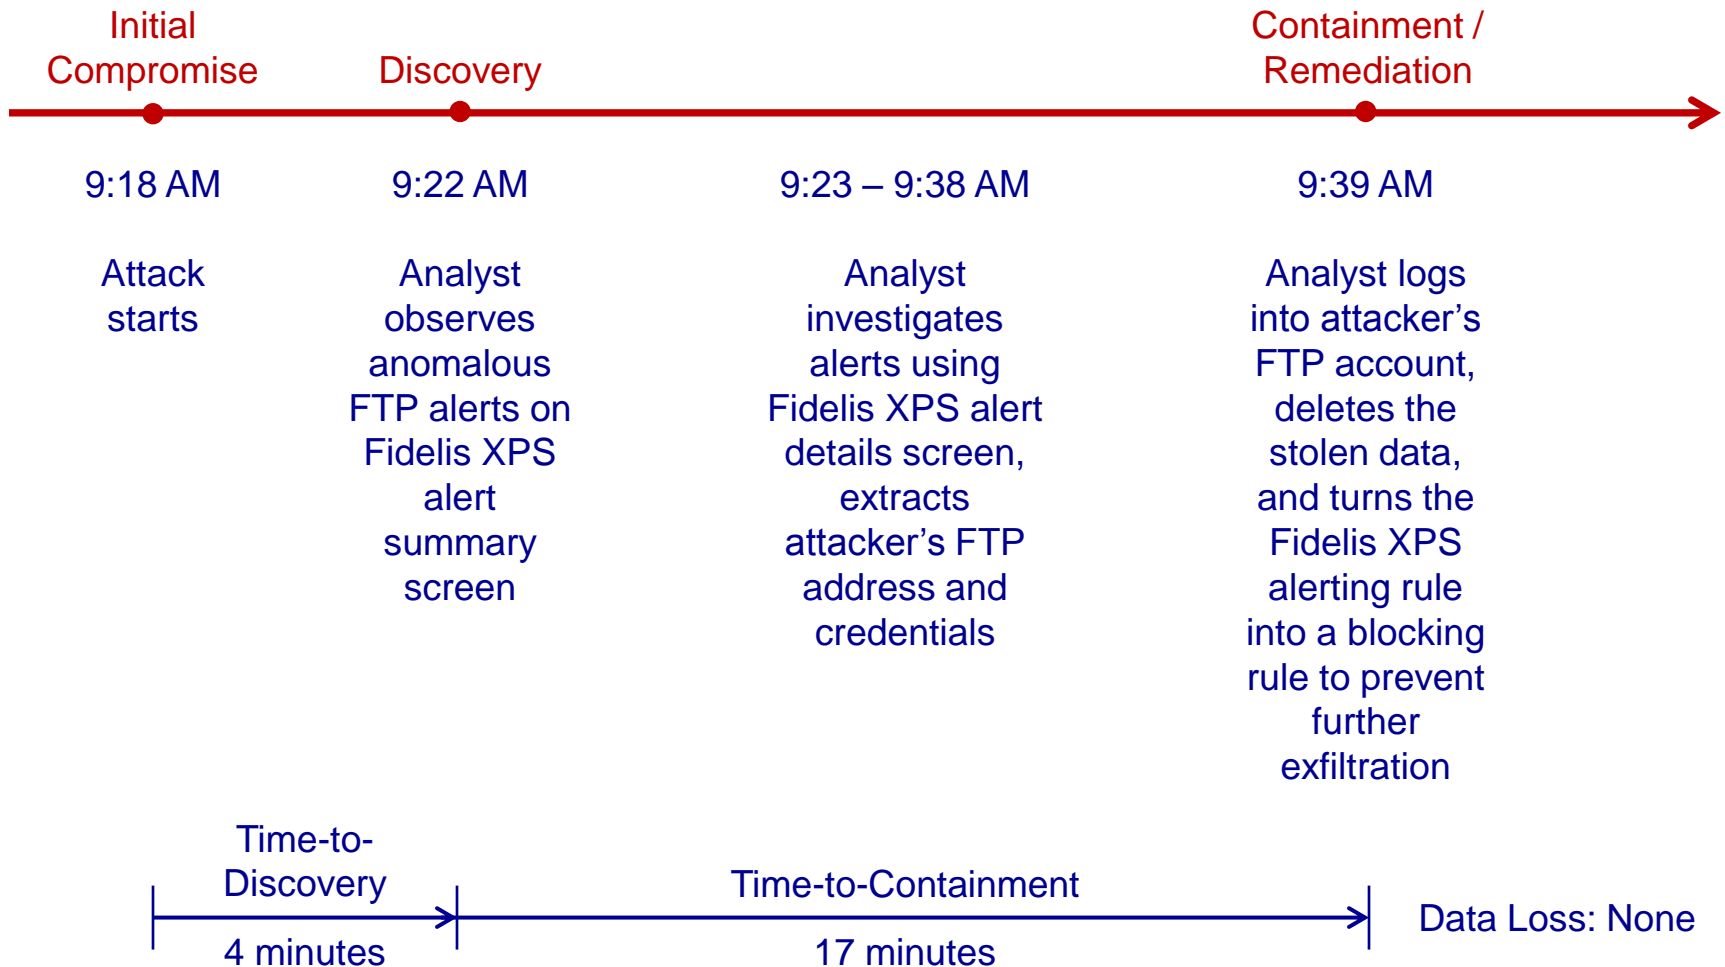 Initial
Compromise
Discovery
Containment /
Remediation
9:18 AM
9:22 AM
9:23 – 9:38 AM
9:39 AM
Attack
starts
Analyst
observes
anomalous
FTP alerts on
Fidelis XPS
alert
summary
screen
Analyst
investigates
alerts using
Fidelis XPS alert
details screen,
extracts
attacker’s FTP
address and
credentials
Analyst logs
into attacker’s
FTP account,
deletes the
stolen data,
and turns the
Fidelis XPS
alerting rule
into a blocking
rule to prevent
further
exfiltration
Time-to-
Discovery
4 minutes
Time-to-Containment
17 minutes
Data Loss: None